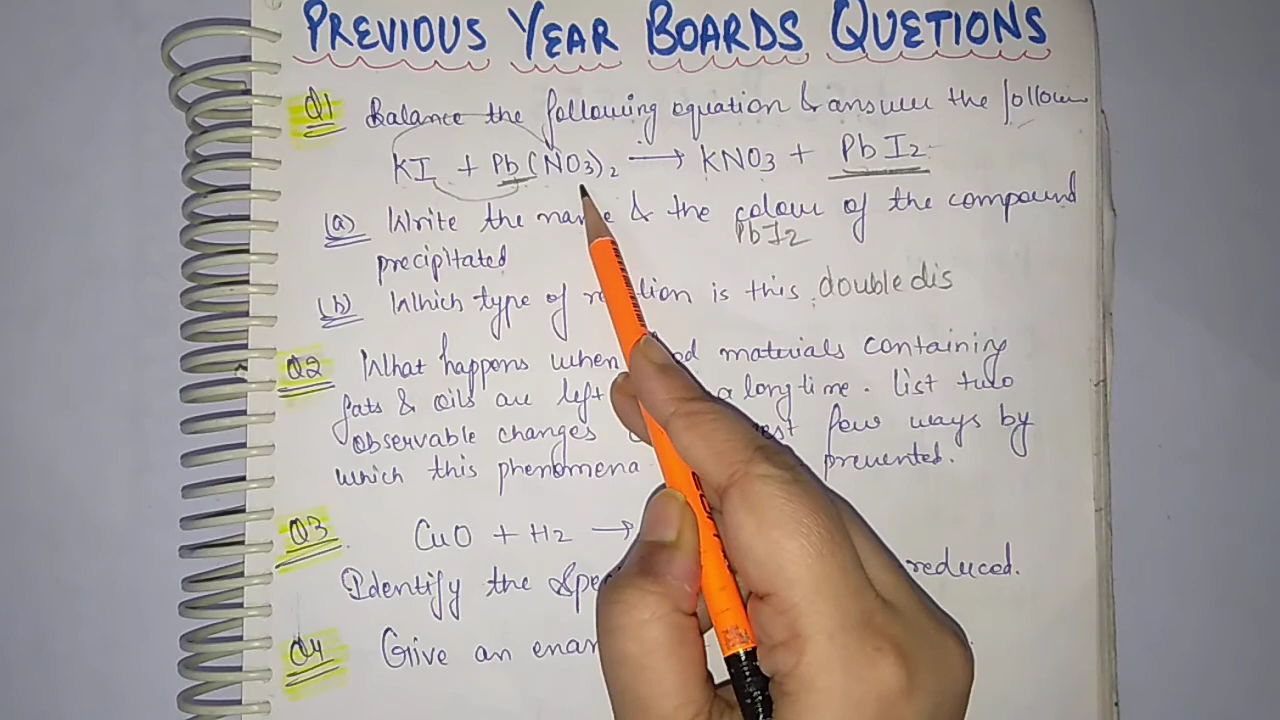 PREVIOUS YEAR BOARDS QUETIONS
Q1 Balance the following equation & answer the follow
KI + Pb(NO3)2 → KNO3 + PbI2
(a) Write the name & the colour of the compound
PbI2
precipitated
(b) Which type of is this. double dis
Q2 What happens when materials containing
fats & oils are left a long time. List two
observable changes few ways by
which this phenomena prevented.
Q3 CuO + H2 →
Identify the reduced.
Q4 Give an